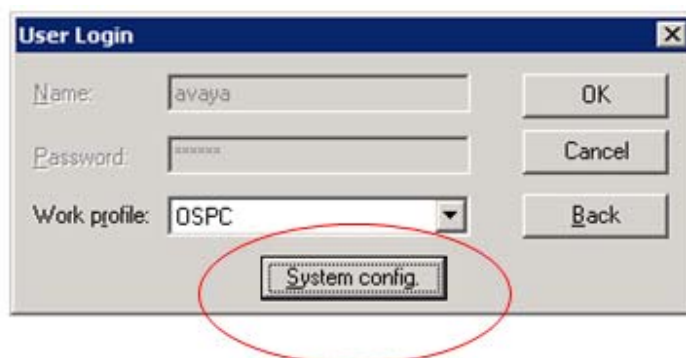 User Login
Name: avaya OK
Password: ****** Cancel
Work profile: OSPC Back
System config.